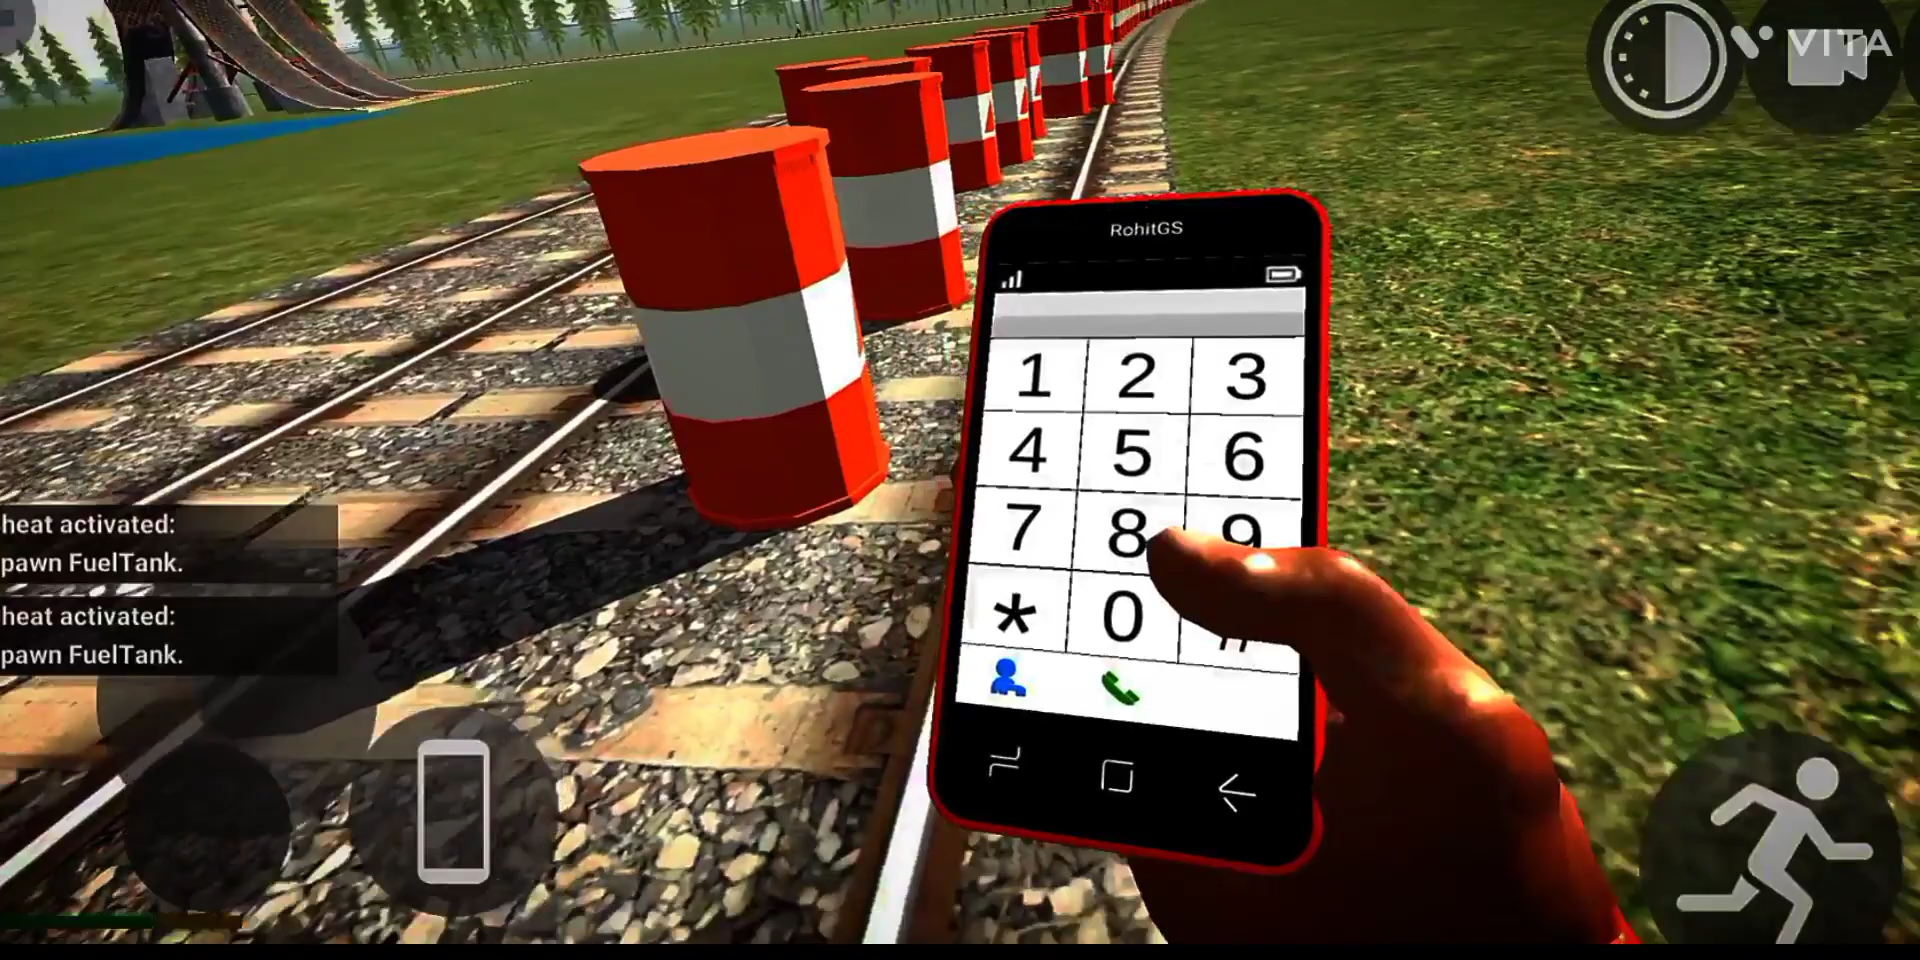 VITA
RohitGS
1 2 3
4 5 6
7 8 9
* 0 #
heat activated:
pawn FuelTank.
heat activated:
pawn FuelTank.